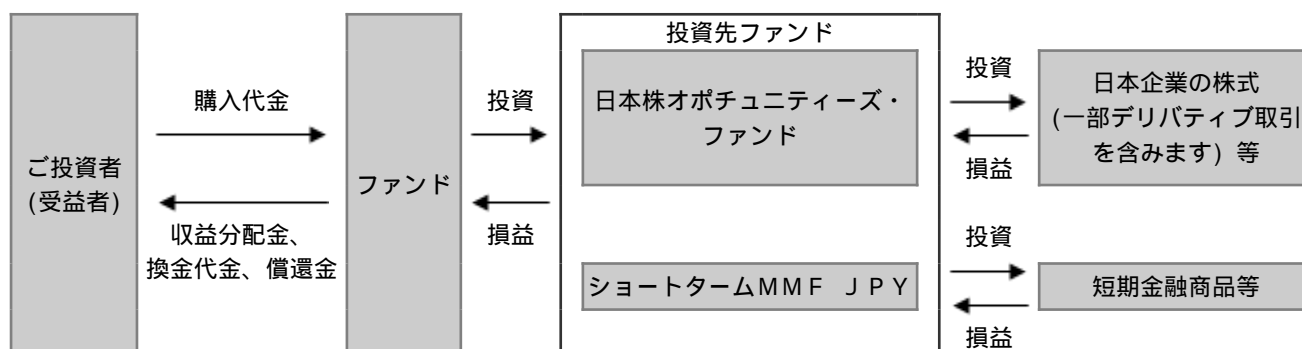 ご投資者
(受益者)
購入代金
収益分配金、
換金代金、償還金
ファンド
投資
損益
投資先ファンド
日本株オポチュニティーズ・
ファンド
ショートタームMMF JPY
投資
損益
日本企業の株式
(一部デリバティブ取引
を含みます) 等
投資
損益
短期金融商品等